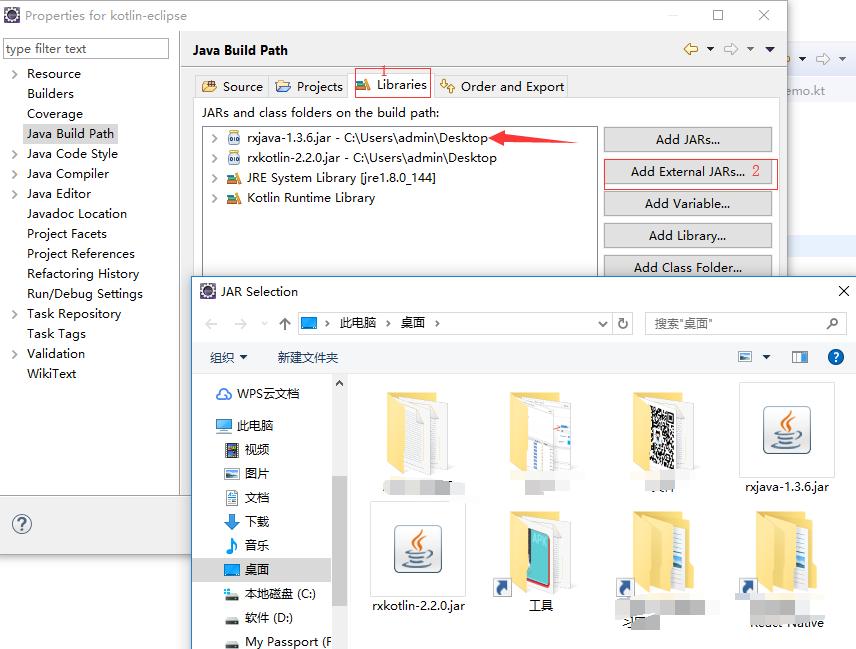 Properties for kotlin-eclipse
type filter text
Resource
Builders
Coverage
Java Build Path
Java Code Style
Java Compiler
Java Editor
Javadoc Location
Project Facets
Project References
Refactoring History
Run/Debug Settings
Task Repository
Task Tags
Validation
WikiText
Java Build Path
1
Source
Projects
Libraries
Order and Export
JARs and class folders on the build path:
rxjava-1.3.6.jar - C:\Users\admin\Desktop
rxkotlin-2.2.0.jar - C:\Users\admin\Desktop
JRE System Library [jre1.8.0_144]
Kotlin Runtime Library
Add JARs...
Add External JARs... 2
Add Variable...
Add Library...
Add Class Folder...
emo.kt
JAR Selection
此电脑 桌面
搜索"桌面"
组织 新建文件夹
WPS云文档
此电脑
视频
图片
文档
下载
音乐
桌面
本地磁盘 (C:)
软件 (D:)
My Passport (F
rxjava-1.3.6.jar
rxkotlin-2.2.0.jar
APK
工具
React-Native